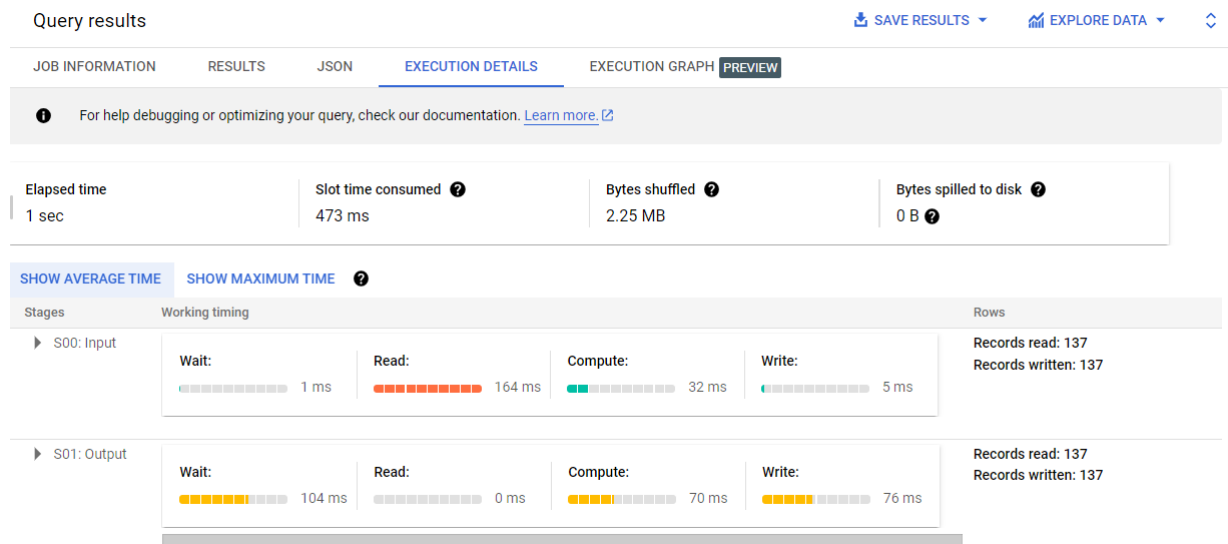 Query results
SAVE RESULTS
EXPLORE DATA
JOB INFORMATION
RESULTS
JSON
EXECUTION DETAILS
EXECUTION GRAPH PREVIEW
For help debugging or optimizing your query, check our documentation. Learn more.
Elapsed time
1 sec
Slot time consumed
473 ms
Bytes shuffled
2.25 MB
Bytes spilled to disk
0 B
SHOW AVERAGE TIME
SHOW MAXIMUM TIME
Stages
Working timing
Rows
S00: Input
Wait:
1 ms
Read:
164 ms
Compute:
32 ms
Write:
5 ms
Records read: 137
Records written: 137
S01: Output
Wait:
104 ms
Read:
0 ms
Compute:
70 ms
Write:
76 ms
Records read: 137
Records written: 137